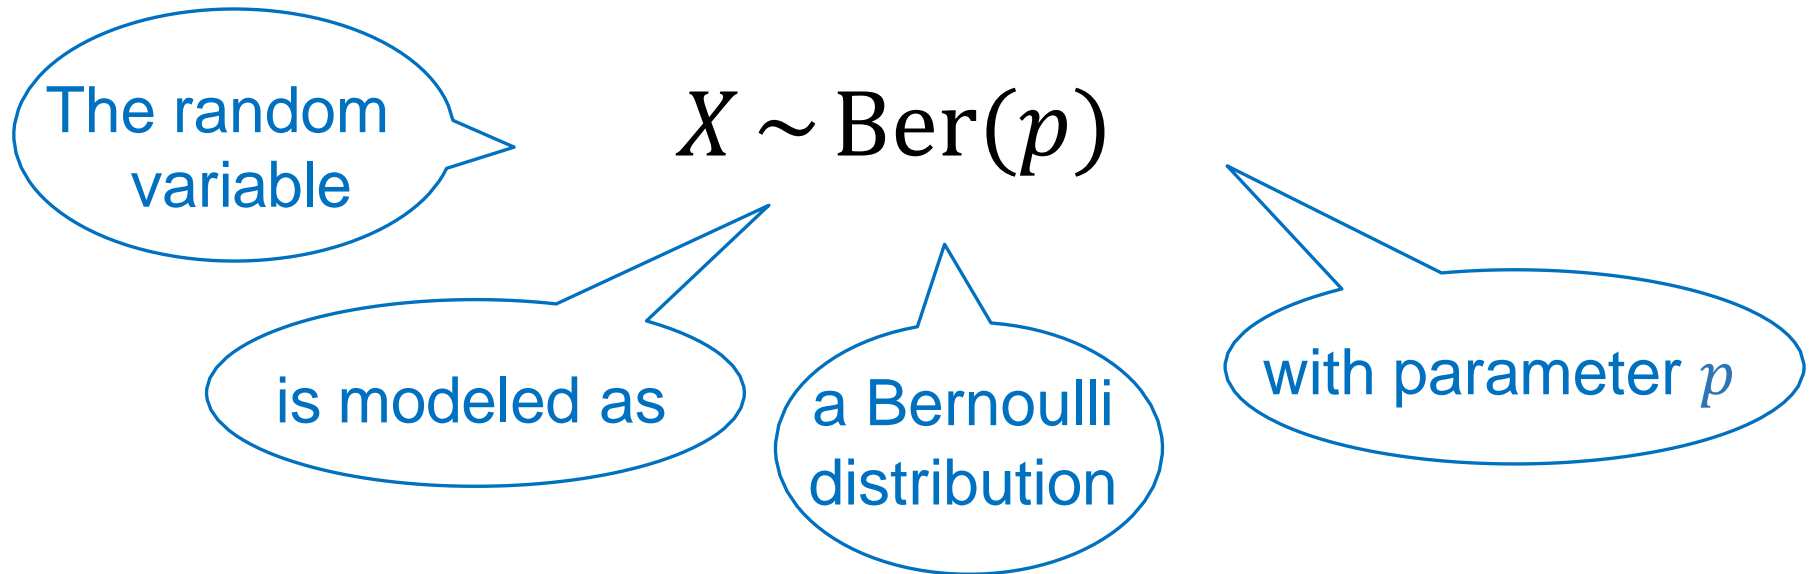 X ~ Ber(p)
The random
variable
is modeled as
a Bernoulli
distribution
with parameter p